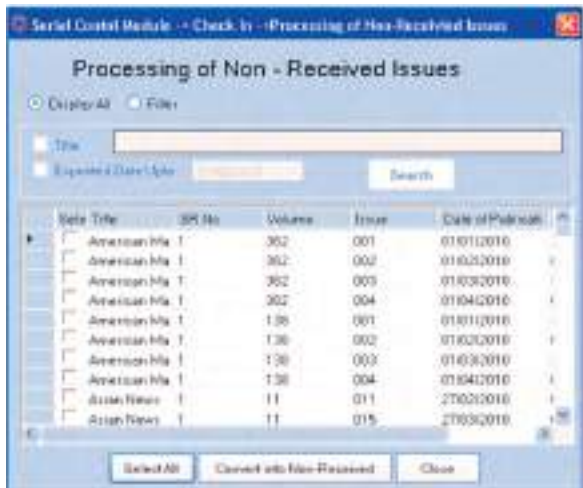 Serial Control Module -> Check In -> Processing of Non-Received Issues
Processing of Non - Received Issues
Display All Filter
Title
Expected Date Upto
Search
Title SR No Volume Issue
American Ma 1 362 001 01/01/2010
American Ma 1 362 002 01/02/2010
American Ma 1 362 003 01/03/2010
American Ma 1 362 004 01/04/2010
American Ma 1 138 001 01/01/2010
American Ma 1 138 002 01/02/2010
American Ma 1 138 003 01/03/2010
American Ma 1 138 004 01/04/2010
Asian News 1 11 011 27/02/2010
Asian News 1 11 015 27/03/2010
Select All Convert into Non-Received Close